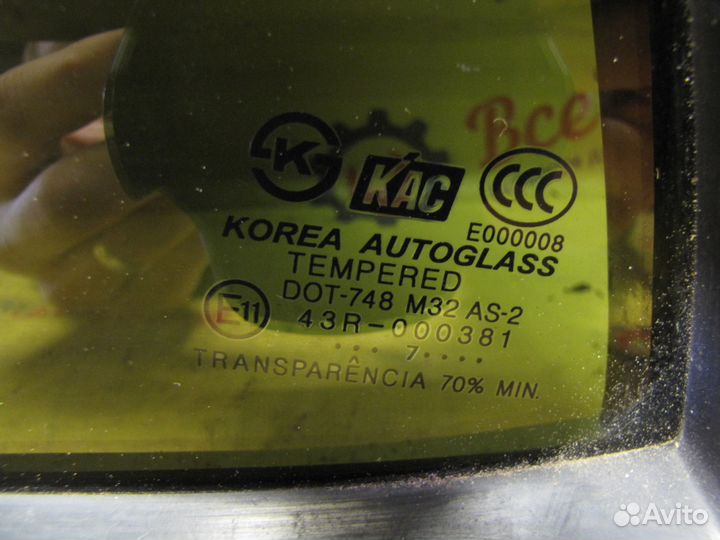 Все
K
KAC
CCC
E000008
KOREA AUTOGLASS
TEMPERED
DOT-748 M32 AS-2
E11
43R-000381
... 7....
TRANSPARÊNCIA 70% MIN.
Avito